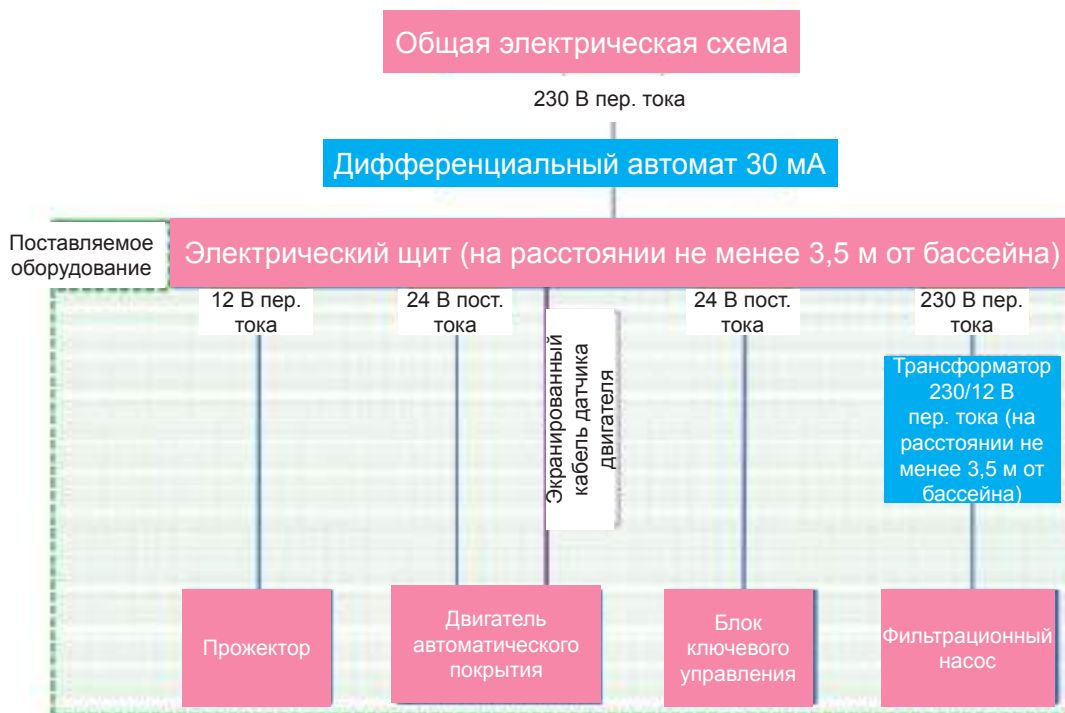 Общая электрическая схема
230 В пер. тока
Дифференциальный автомат 30 мА
Поставляемое
оборудование
Электрический щит (на расстоянии не менее 3,5 м от бассейна)
12 В пер.
тока
24 В пост.
тока
Экранированный
кабель датчика
двигателя
24 В пост.
тока
230 В пер.
тока
Трансформатор
230/12 В
пер. тока (на
расстоянии не
менее 3,5 м от
бассейна)
Прожектор
Двигатель
автоматического
покрытия
Блок
ключевого
управления
Фильтрационный
насос